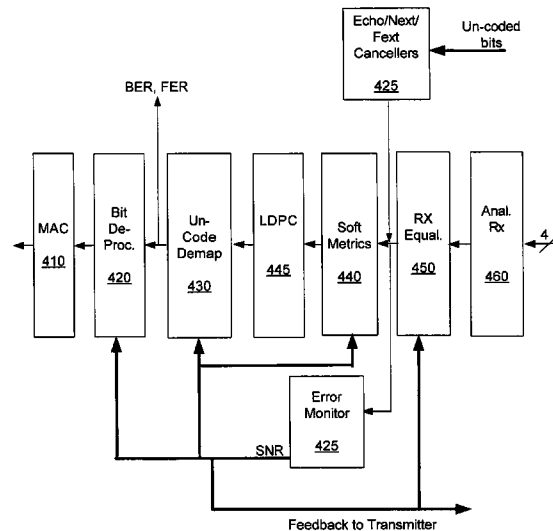 Echo/Next/
Fext
Cancellers
425
Un-coded
bits
BER, FER
MAC
410
Bit
De-
Proc.
420
Un-
Code
Demap
430
LDPC
445
Soft
Metrics
440
RX
Equal.
450
Anal.
Rx
460
4
Error
Monitor
425
SNR
Feedback to Transmitter